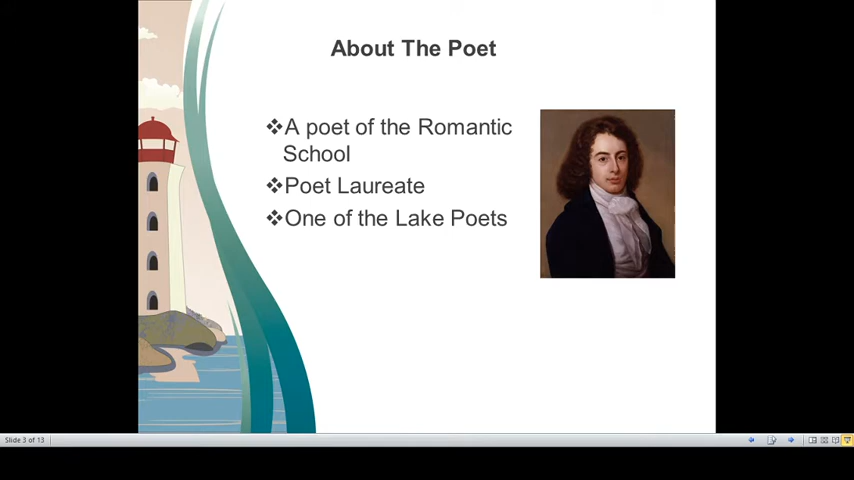 About The Poet
❖A poet of the Romantic
School
❖Poet Laureate
❖One of the Lake Poets
Slide 3 of 13